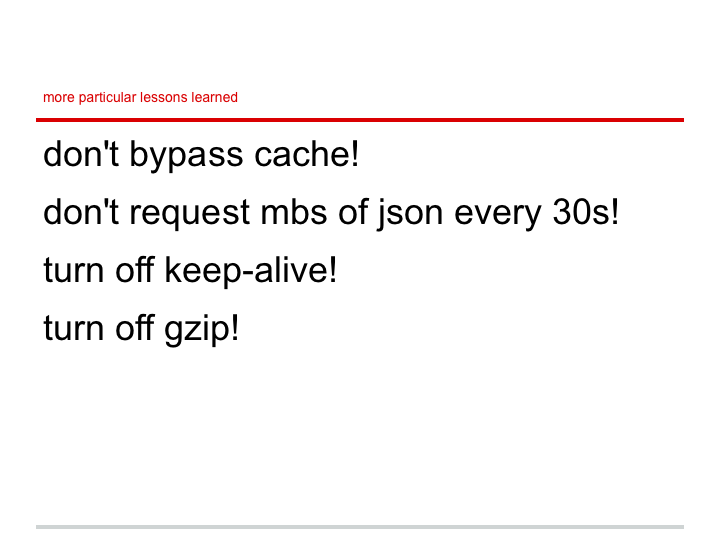 more particular lessons learned
don't bypass cache!
don't request mbs of json every 30s!
turn off keep-alive!
turn off gzip!